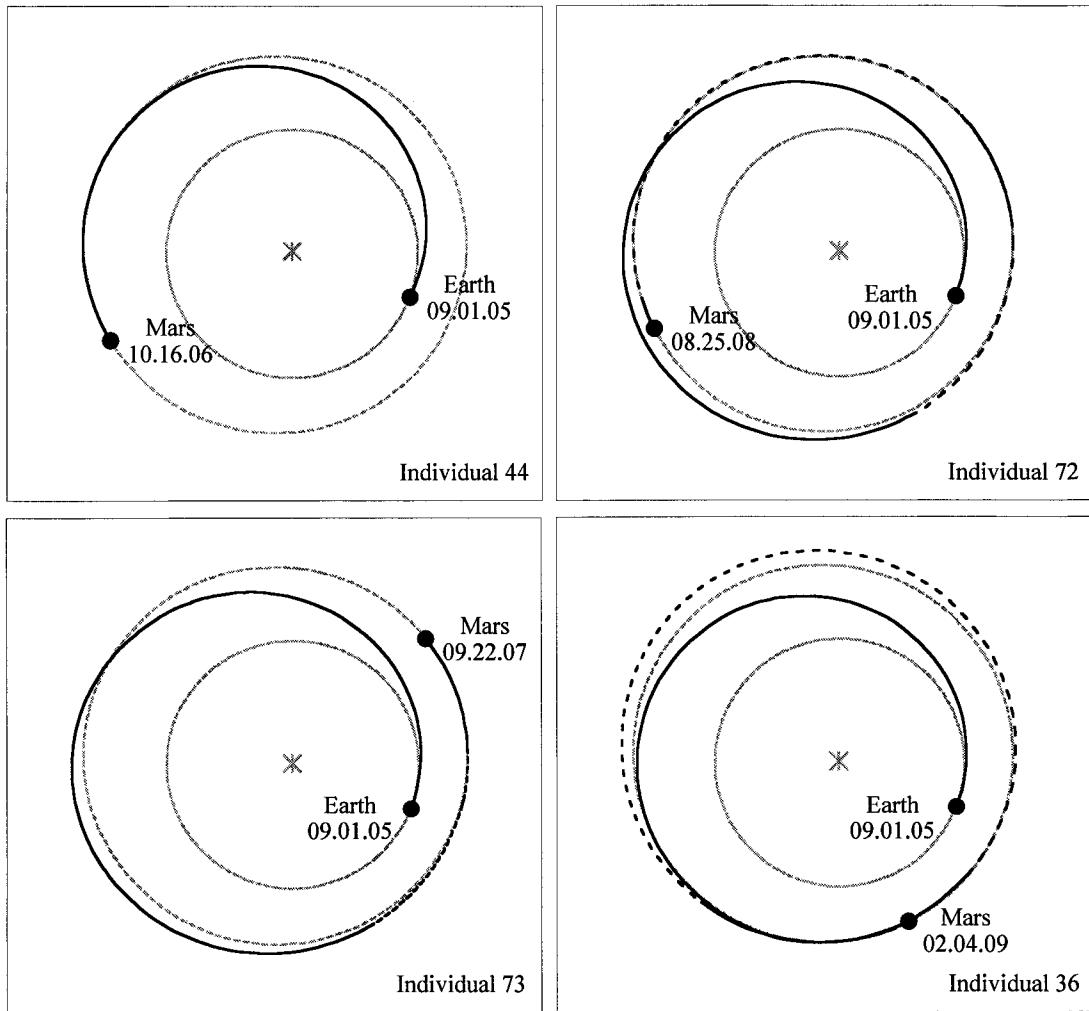 Earth
09.01.05
Mars
10.16.06
Individual 44
Earth
09.01.05
Mars
08.25.08
Individual 72
Mars
09.22.07
Earth
09.01.05
Individual 73
Earth
09.01.05
Mars
02.04.09
Individual 36